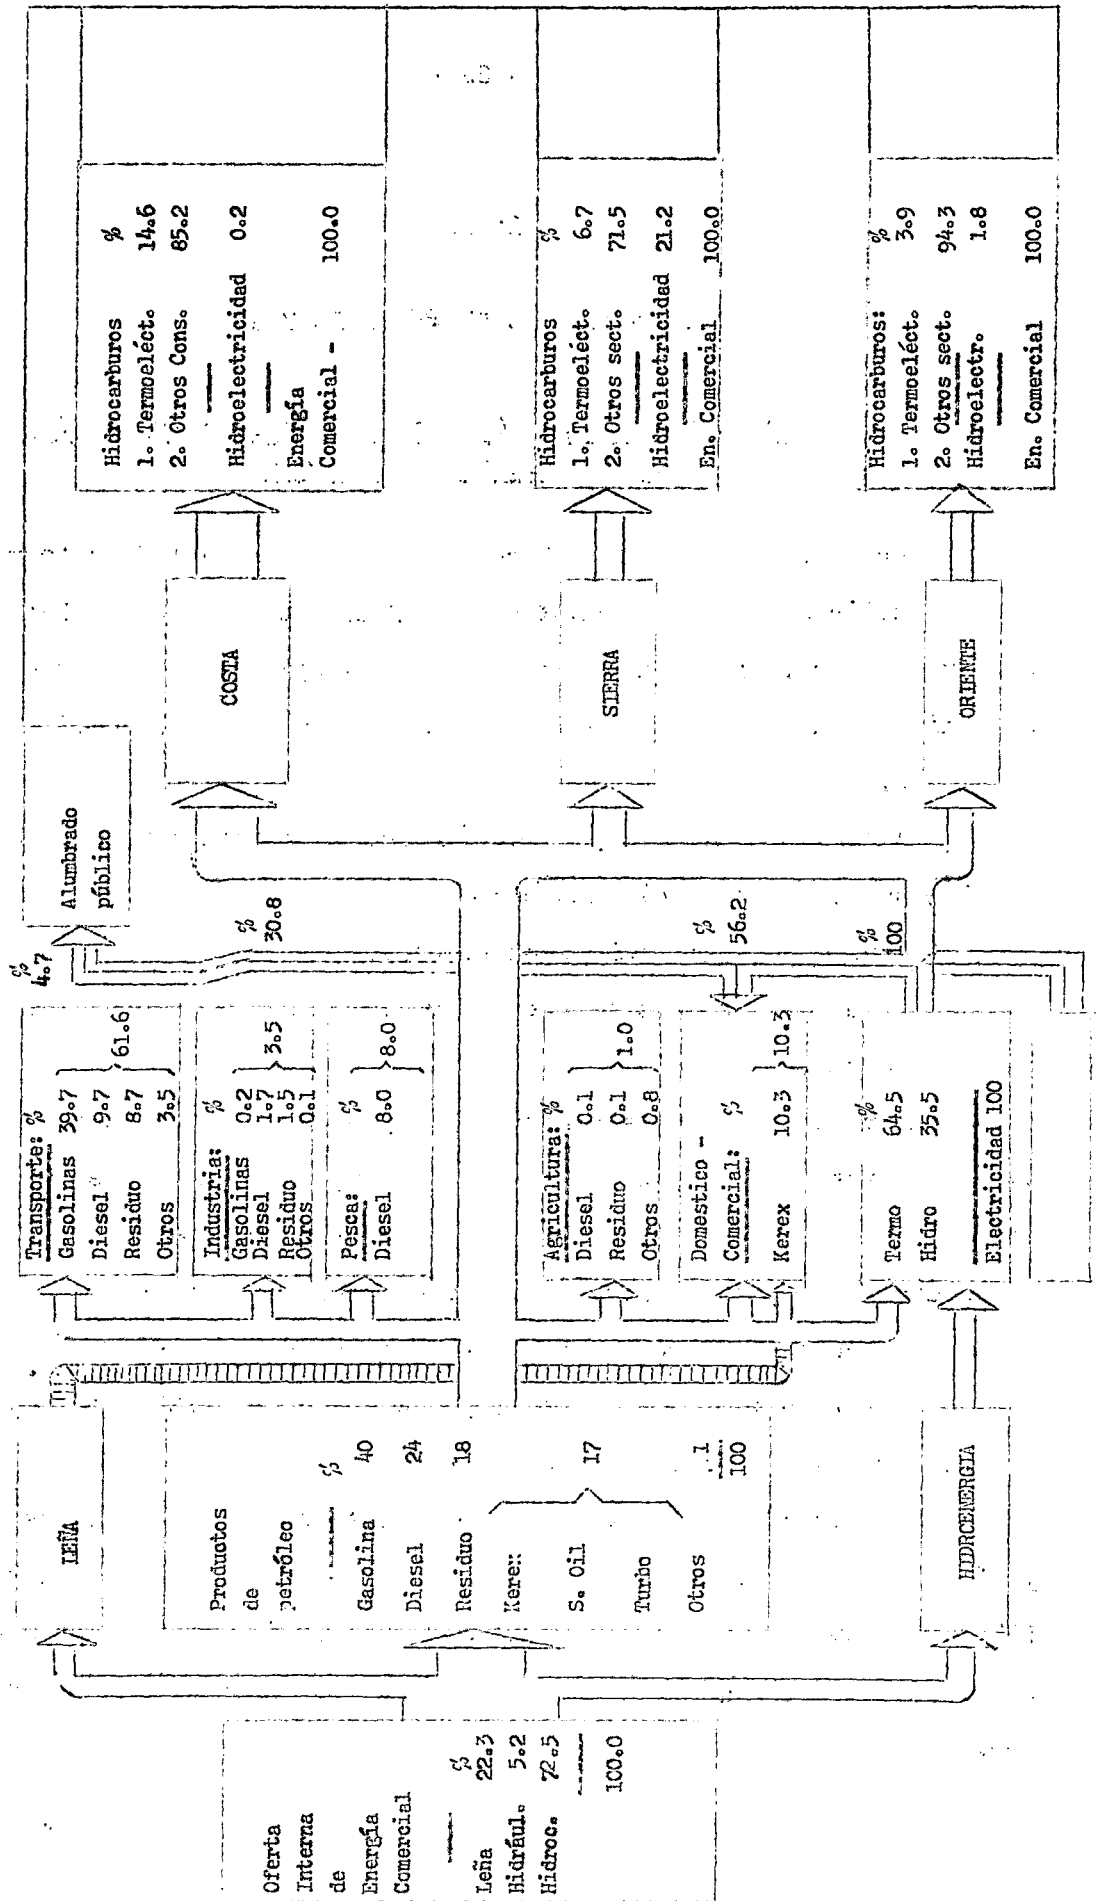 Oferta
Interna
de
Energía
Comercial
%
Leña 22.3
Hidrául. 5.2
Hidroc. 72.5
100.0
LEÑA
Productos
de
petróleo
%
Gasolina 40
Diesel 24
Residuo 18
Kerex
S. Oil 17
Turbo
Otros 1
100
HIDROENERGIA
Transporte: %
Gasolinas 39.7
Diesel 9.7
Residuo 8.7
Otros 3.5
61.6
Industria: %
Gasolinas 0.2
Diesel 1.7
Residuo 1.5
Otros 0.1
3.5
Pesca: %
Diesel 8.0
8.0
Agricultura: %
Diesel 0.1
Residuo 0.1
Otros 0.8
1.0
Domestico -
Comercial: %
Kerex 10.3
10.3
%
Termo 64.5
Hidro 35.5
Electricidad 100
%
4.7
%
30.8
%
56.2
%
100
Alumbrado
público
COSTA
SIERRA
ORIENTE
Hidrocarburos %
1. Termoeléct. 14.6
2. Otros Cons. 85.2
Hidroelectricidad 0.2
Energía
Comercial - 100.0
Hidrocarburos %
1. Termoeléct. 6.7
2. Otros sect. 71.5
Hidroelectricidad 21.2
En. Comercial 100.0
Hidrocarburos: %
1. Termoeléct. 3.9
2. Otros sect. 94.3
Hidroelectr. 1.8
En. Comercial 100.0